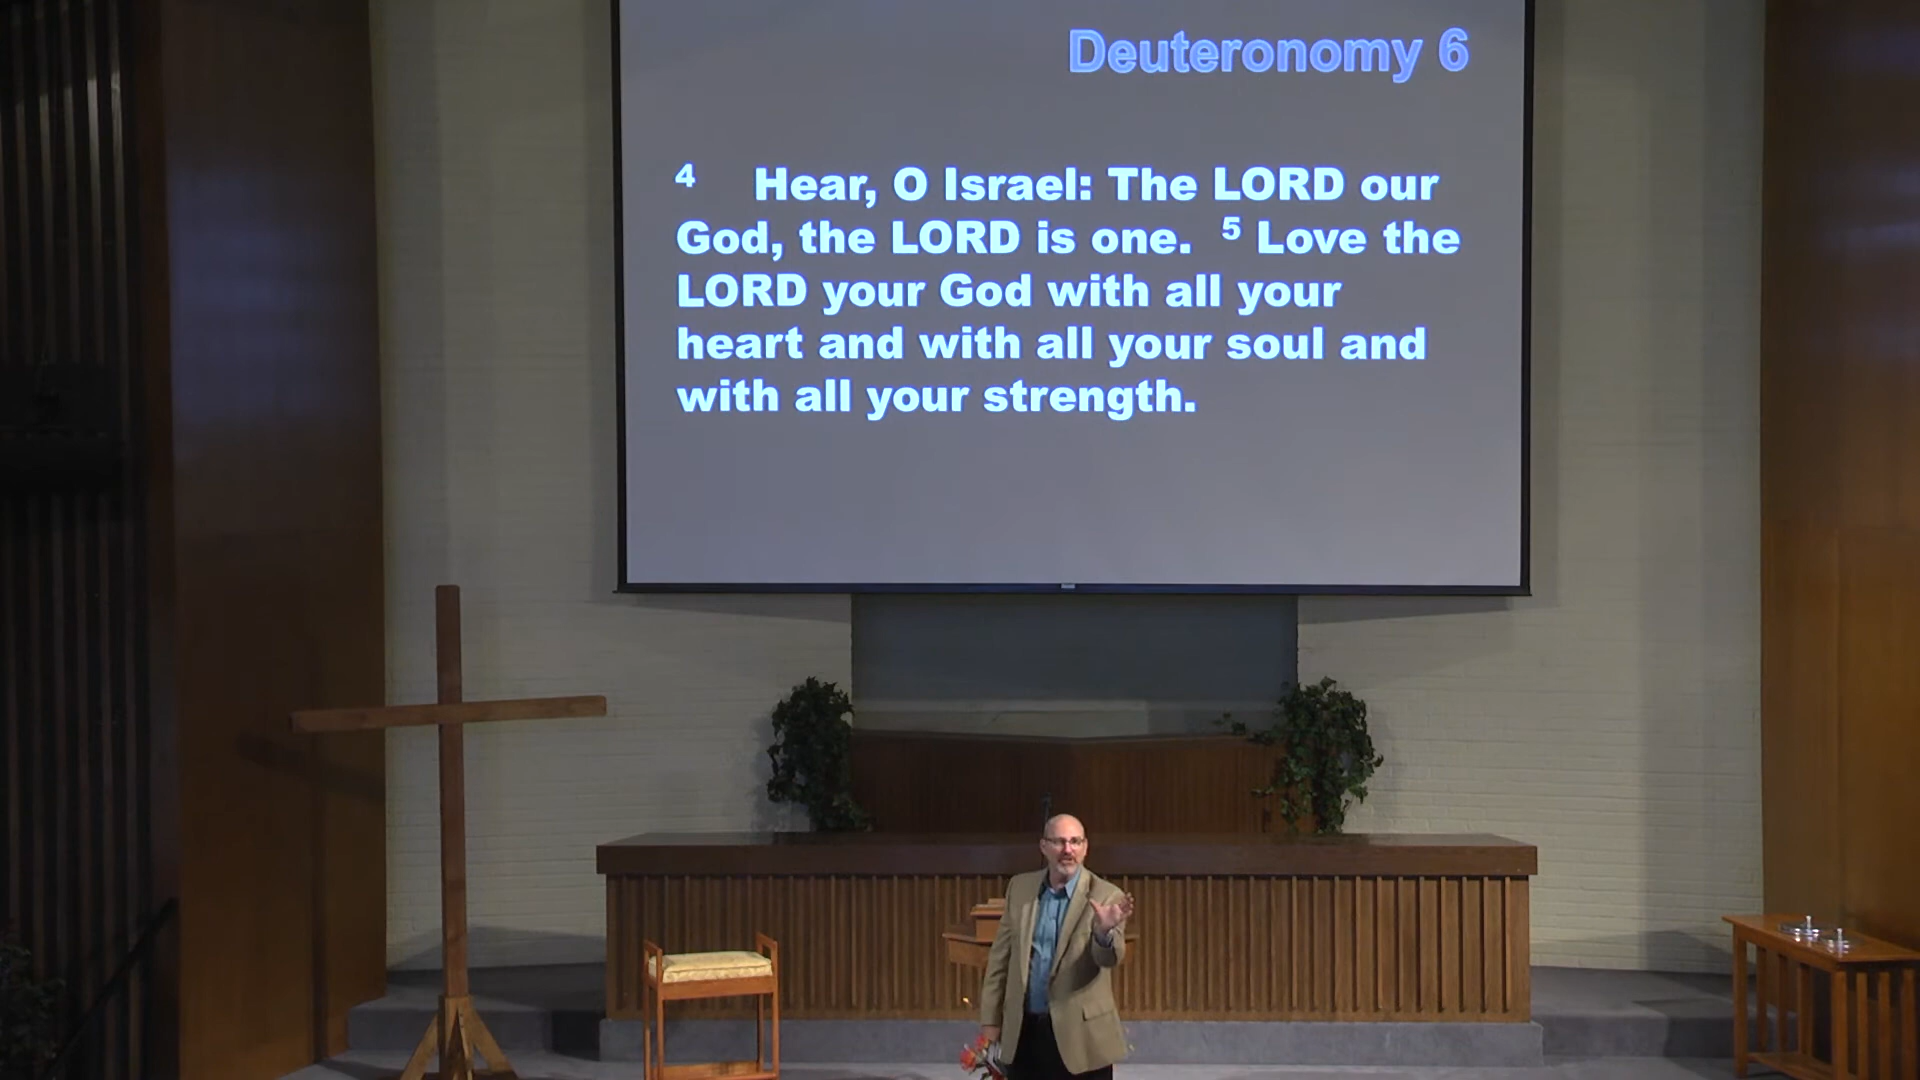 Deuteronomy 6
4 Hear, O Israel: The LORD our
God, the LORD is one. 5 Love the
LORD your God with all your
heart and with all your soul and
with all your strength.